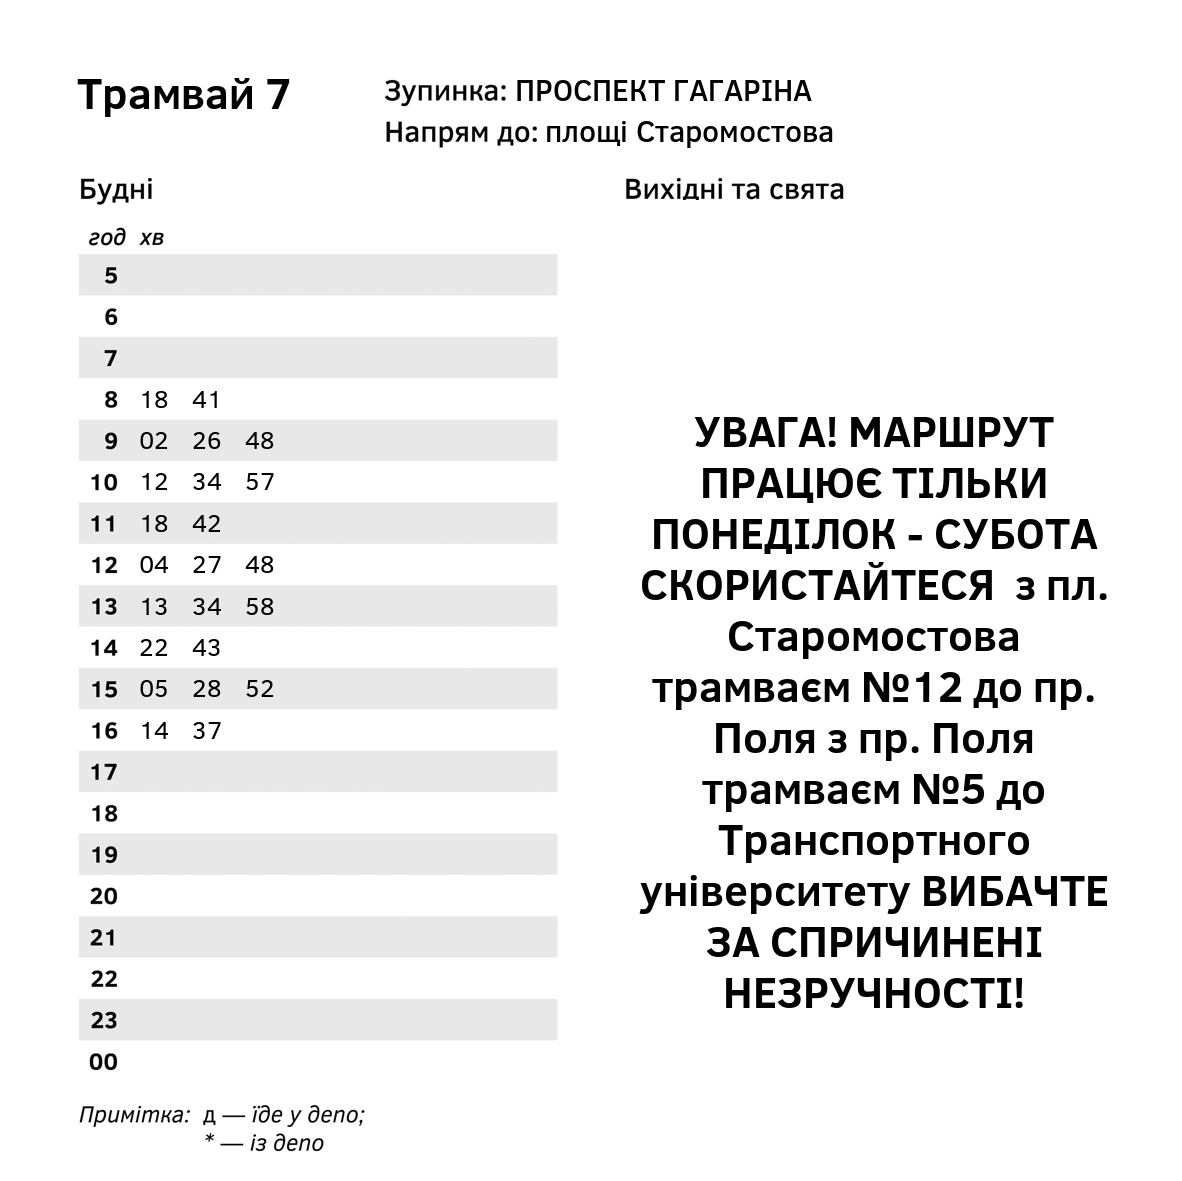 Трамвай 7
Зупинка: ПРОСПЕКТ ГАГАРІНА
Напрям до: площі Старомостова
Будні
Вихідні та свята
год хв
5
6
7
8 18 41
9 02 26 48
10 12 34 57
11 18 42
12 04 27 48
13 13 34 58
14 22 43
15 05 28 52
16 14 37
17
18
19
20
21
22
23
00
УВАГА! МАРШРУТ
ПРАЦЮЄ ТІЛЬКИ
ПОНЕДІЛОК - СУБОТА
СКОРИСТАЙТЕСЯ з пл.
Старомостова
трамваєм №12 до пр.
Поля з пр. Поля
трамваєм №5 до
Транспортного
університету ВИБАЧТЕ
ЗА СПРИЧИНЕНІ
НЕЗРУЧНОСТІ!
Примітка: д — їде у депо;
* — із депо